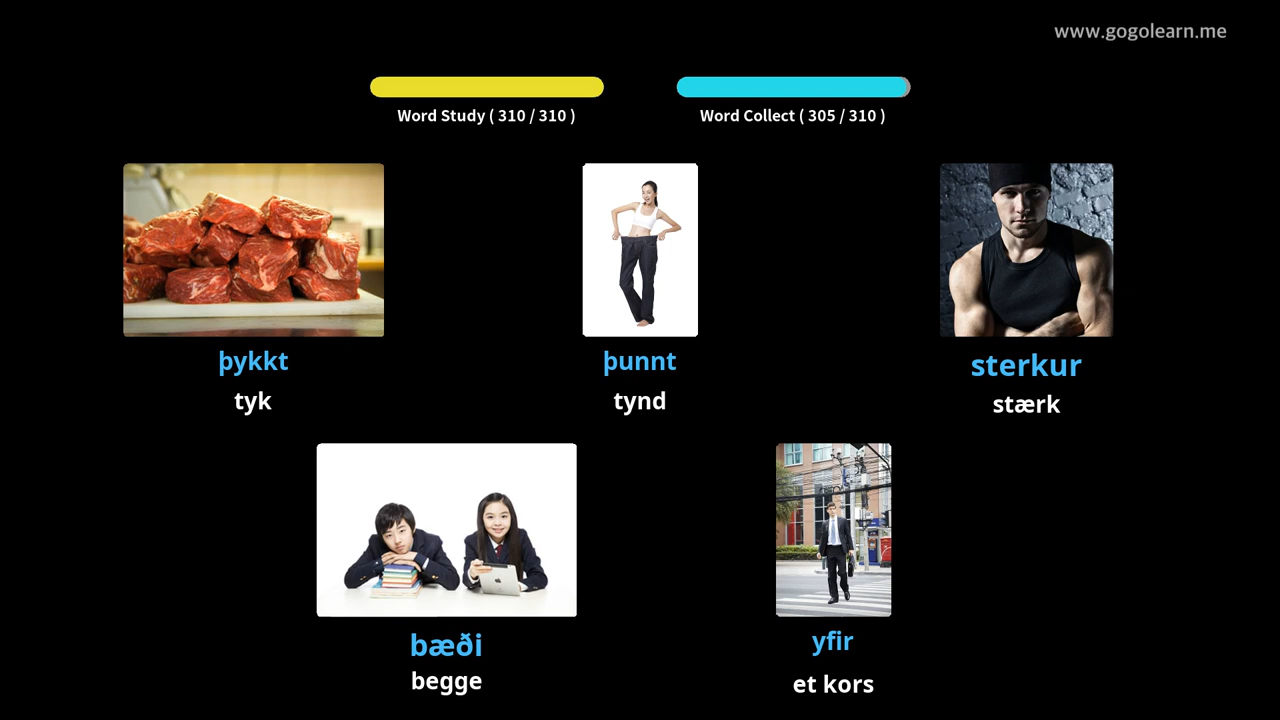 www.gogolearn.me
Word Study ( 310 / 310 )
Word Collect ( 305 / 310 )
þykkt
tyk
þunnt
tynd
sterkur
stærk
bæði
begge
yfir
et kors